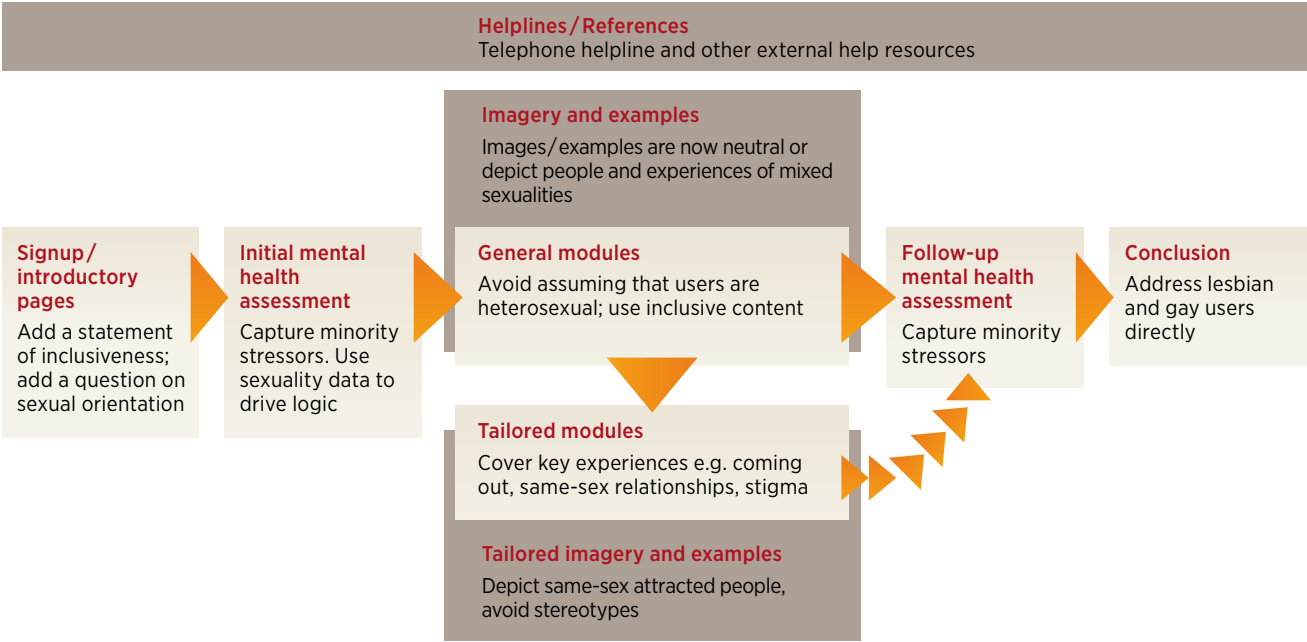 Helplines/References
Telephone helpline and other external help resources
Imagery and examples
Images/examples are now neutral or
depict people and experiences of mixed
sexualities
Signup/
introductory
pages
Add a statement
of inclusiveness;
add a question on
sexual orientation
Initial mental
health
assessment
Capture minority
stressors. Use
sexuality data to
drive logic
General modules
Avoid assuming that users are
heterosexual; use inclusive content
Follow-up
mental health
assessment
Capture minority
stressors
Conclusion
Address lesbian
and gay users
directly
Tailored modules
Cover key experiences e.g. coming
out, same-sex relationships, stigma
Tailored imagery and examples
Depict same-sex attracted people,
avoid stereotypes